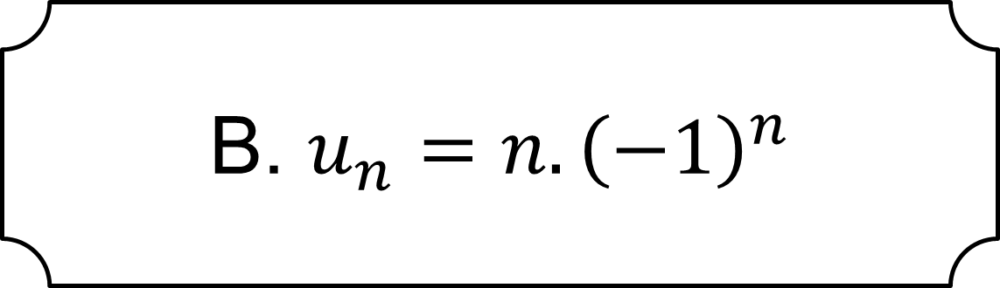 B. uₙ = n. (−1)ⁿ